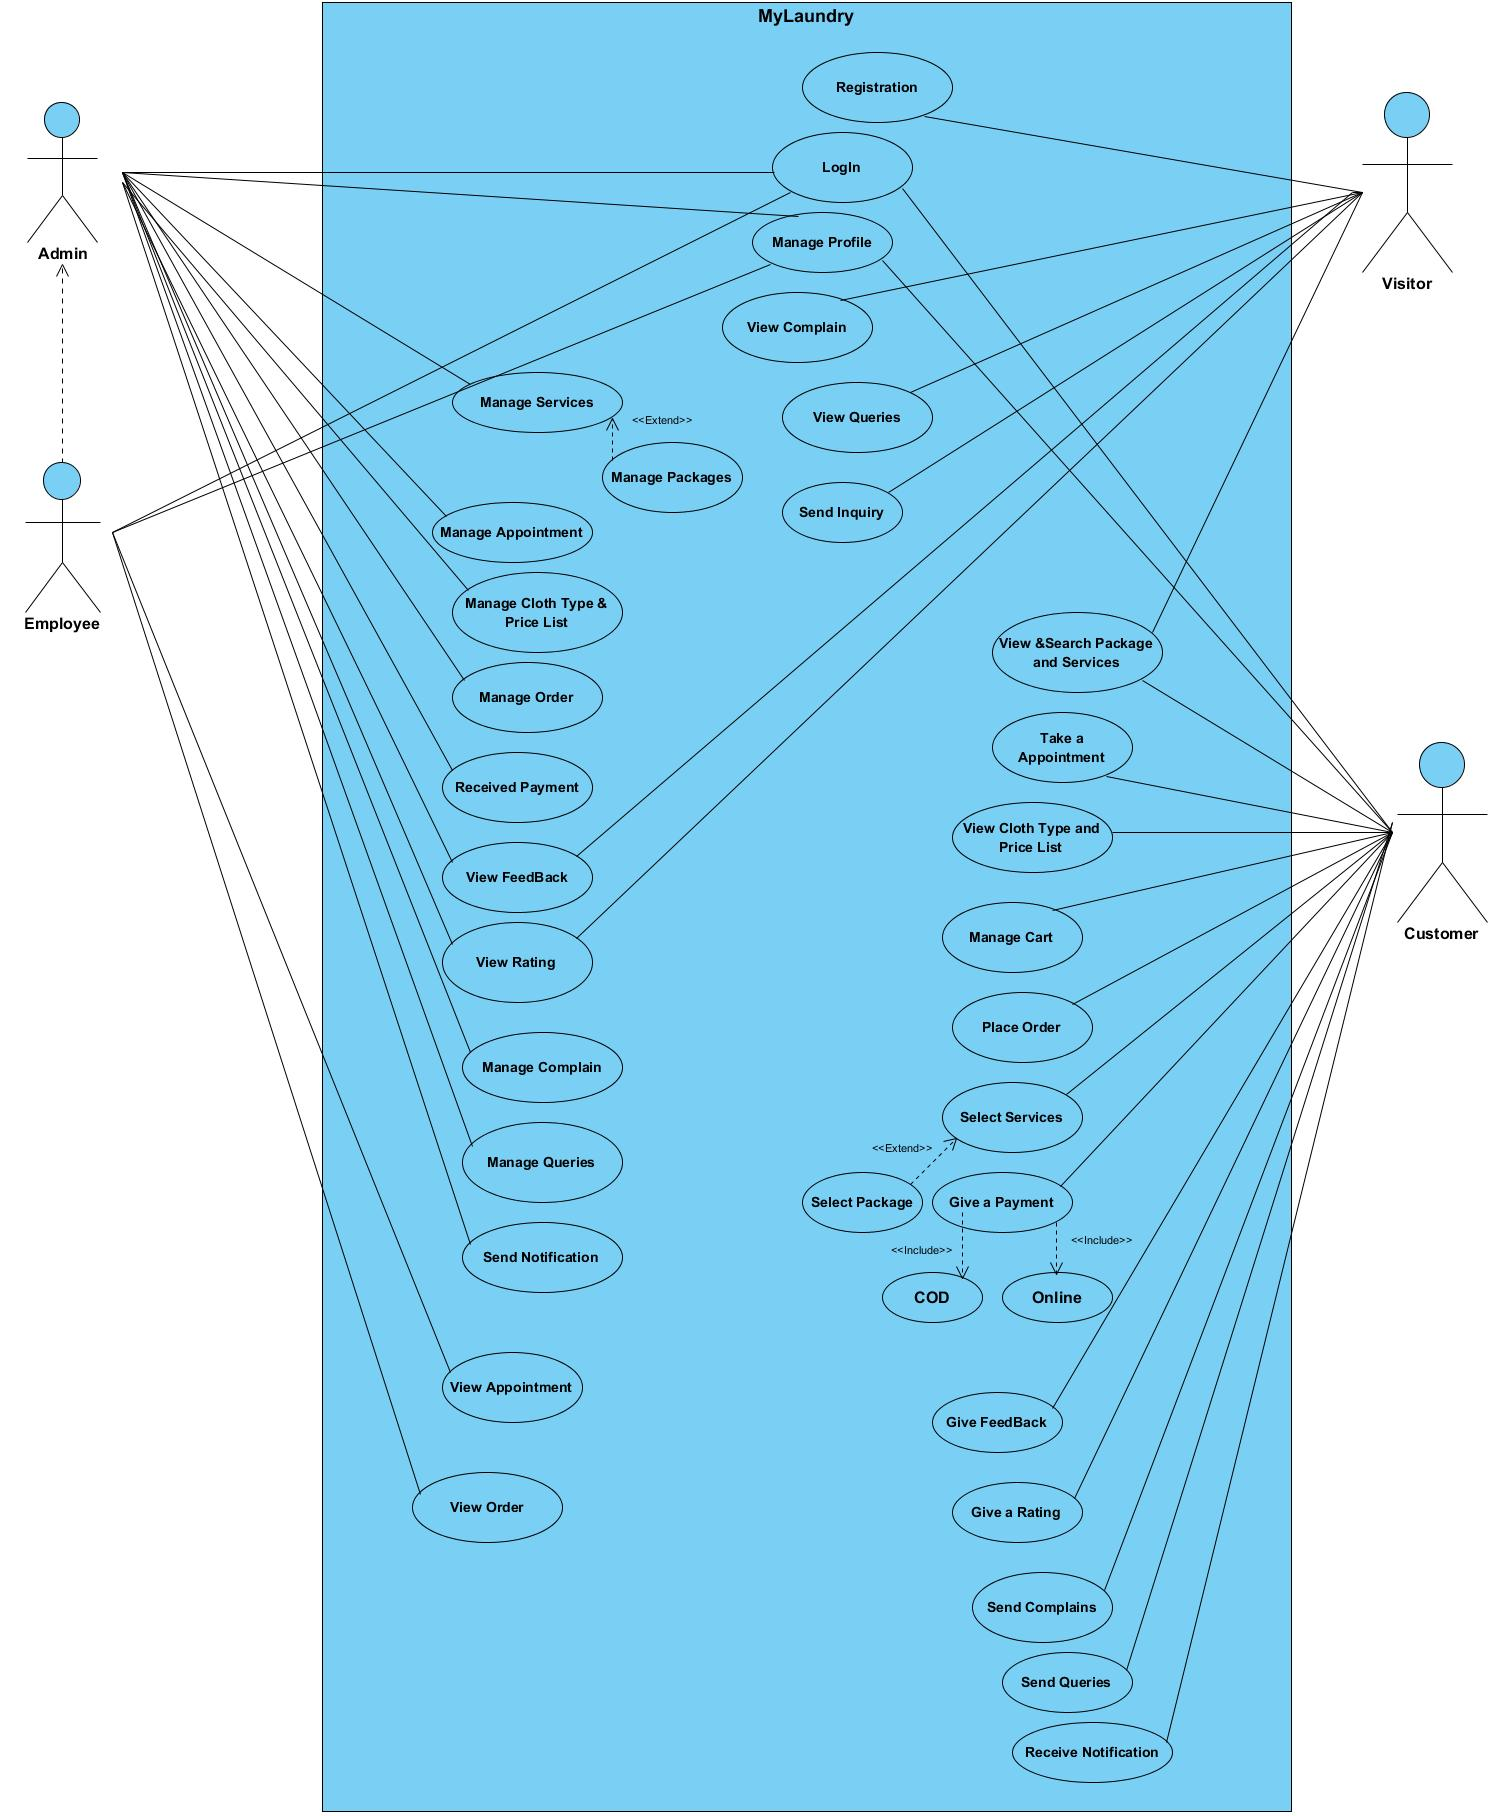 MyLaundry
Registration
LogIn
Admin
Manage Profile
Visitor
View Complain
Manage Services
<<Extend>>
View Queries
Manage Packages
Send Inquiry
Manage Appointment
Manage Cloth Type &
Price List
Employee
View &Search Package
and Services
Manage Order
Take a
Appointment
Received Payment
View Cloth Type and
Price List
View FeedBack
Manage Cart
Customer
View Rating
Place Order
Manage Complain
Select Services
<<Extend>>
Manage Queries
Select Package
Give a Payment
<<Include>>
<<Include>>
Send Notification
COD
Online
View Appointment
Give FeedBack
View Order
Give a Rating
Send Complains
Send Queries
Receive Notification